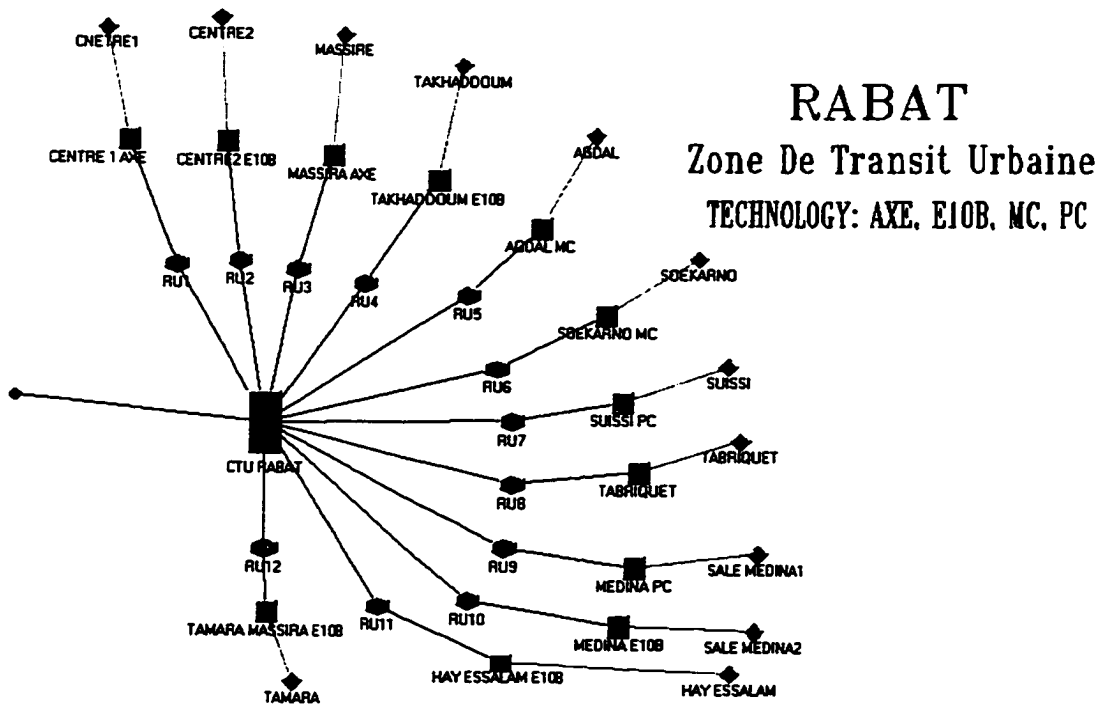 CNETRE1
CENTRE2
MASSIRE
TAKHADDOUM
AGDAL
RABAT
Zone De Transit Urbaine
TECHNOLOGY: AXE, E10B, MC, PC
CENTRE 1 AXE
CENTRE2 E10B
MASSIRA AXE
TAKHADDOUM E10B
AGDAL MC
SOEKARNO
RU1
RU2
RU3
RU4
RU5
SOEKARNO MC
RU6
SUISSI
SUISSI PC
RU7
TABRIQUET
CTU RABAT
TABRIQUET
RU8
RU12
RU9
MEDINA PC
SALE MEDINA1
TAMARA MASSIRA E10B
RU11
RU10
MEDINA E10B
SALE MEDINA2
HAY ESSALAM E10B
HAY ESSALAM
TAMARA